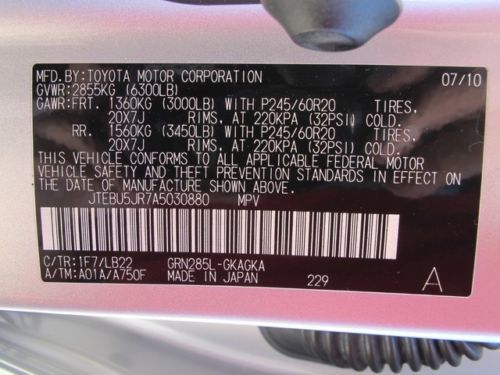 MFD.BY:TOYOTA MOTOR CORPORATION 07/10
GVWR:2855KG (6300LB)
GAWR:FRT. 1360KG (3000LB) WITH P245/60R20 TIRES.
20X7J RIMS. AT 220KPA (32PSI) COLD.
RR. 1560KG (3450LB) WITH P245/60R20 TIRES.
20X7J RIMS. AT 220KPA (32PSI) COLD.
THIS VEHICLE CONFORMS TO ALL APPLICABLE FEDERAL MOTOR
VEHICLE SAFETY AND THEFT PREVENTION STANDARDS IN EFFECT
ON THE DATE OF MANUFACTURE SHOWN ABOVE.
JTEBU5JR7A5030880 MPV
C/TR:1F7/LB22 GRN285L-GKAGKA
A/TM:A01A/A750F MADE IN JAPAN 229 A